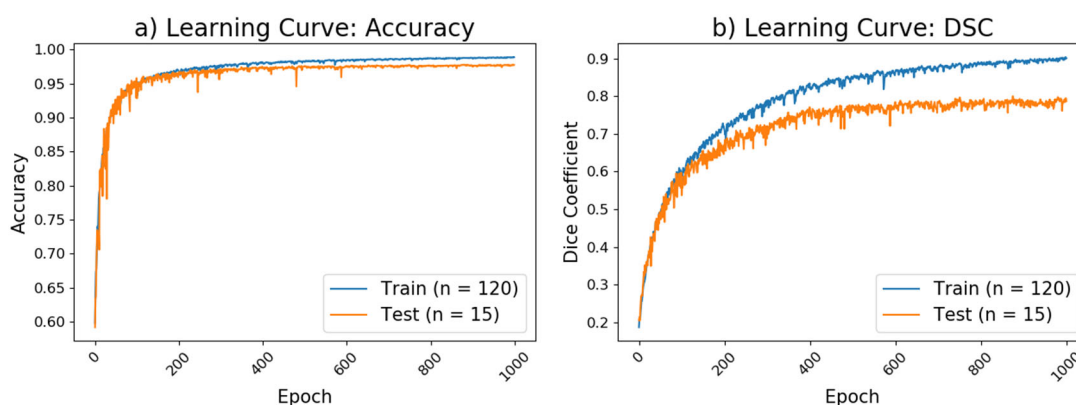 a) Learning Curve: Accuracy
1.00
0.95
0.90
0.85
0.80
0.75
0.70
0.65
0.60
Accuracy
Train (n = 120)
Test (n = 15)
0
200
400
600
800
1000
Epoch
b) Learning Curve: DSC
0.9
0.8
0.7
0.6
0.5
0.4
0.3
0.2
Dice Coefficient
Train (n = 120)
Test (n = 15)
0
200
400
600
800
1000
Epoch